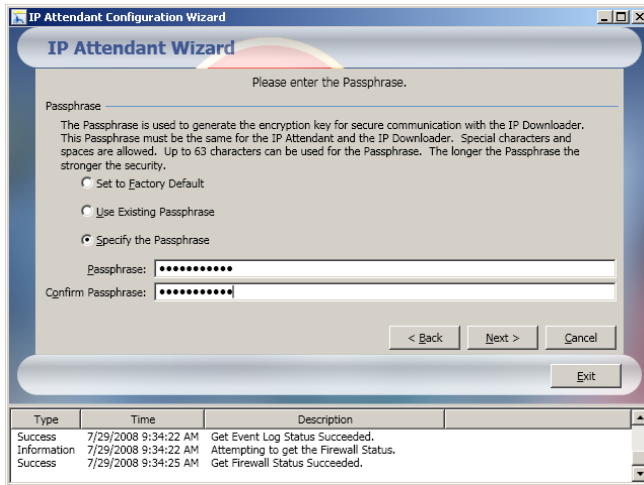 IP Attendant Configuration Wizard
IP Attendant Wizard
Please enter the Passphrase.
Passphrase
The Passphrase is used to generate the encryption key for secure communication with the IP Downloader.
This Passphrase must be the same for the IP Attendant and the IP Downloader. Special characters and
spaces are allowed. Up to 63 characters can be used for the Passphrase. The longer the Passphrase the
stronger the security.
Set to Factory Default
Use Existing Passphrase
Specify the Passphrase
Passphrase: ●●●●●●●●●●●
Confirm Passphrase: ●●●●●●●●●●●
< Back Next > Cancel
Exit
Type Time Description
Success 7/29/2008 9:34:22 AM Get Event Log Status Succeeded.
Information 7/29/2008 9:34:22 AM Attempting to get the Firewall Status.
Success 7/29/2008 9:34:25 AM Get Firewall Status Succeeded.